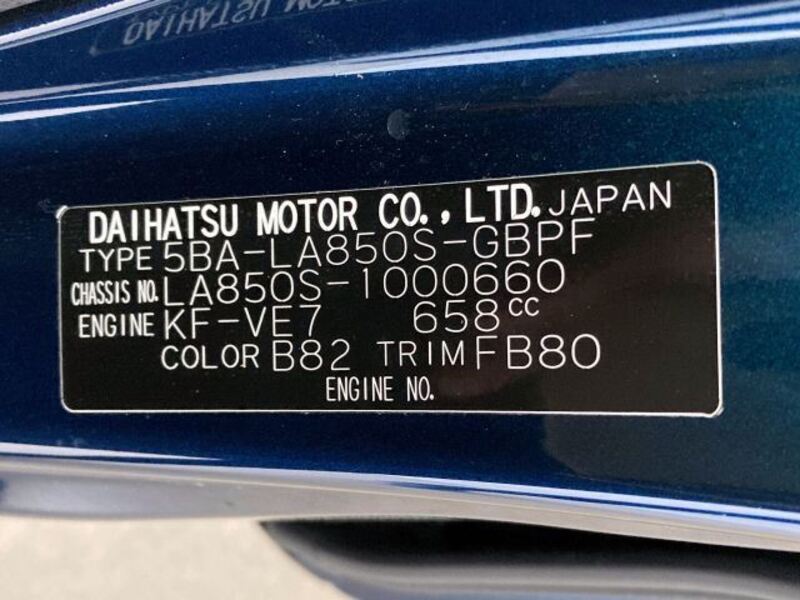 DAIHATSU MOTOR CO., LTD. JAPAN
TYPE 5BA-LA850S-GBPF
CHASSIS NO. LA850S-1000660
ENGINE KF-VE7 658cc
COLOR B82 TRIM FB80
ENGINE NO.